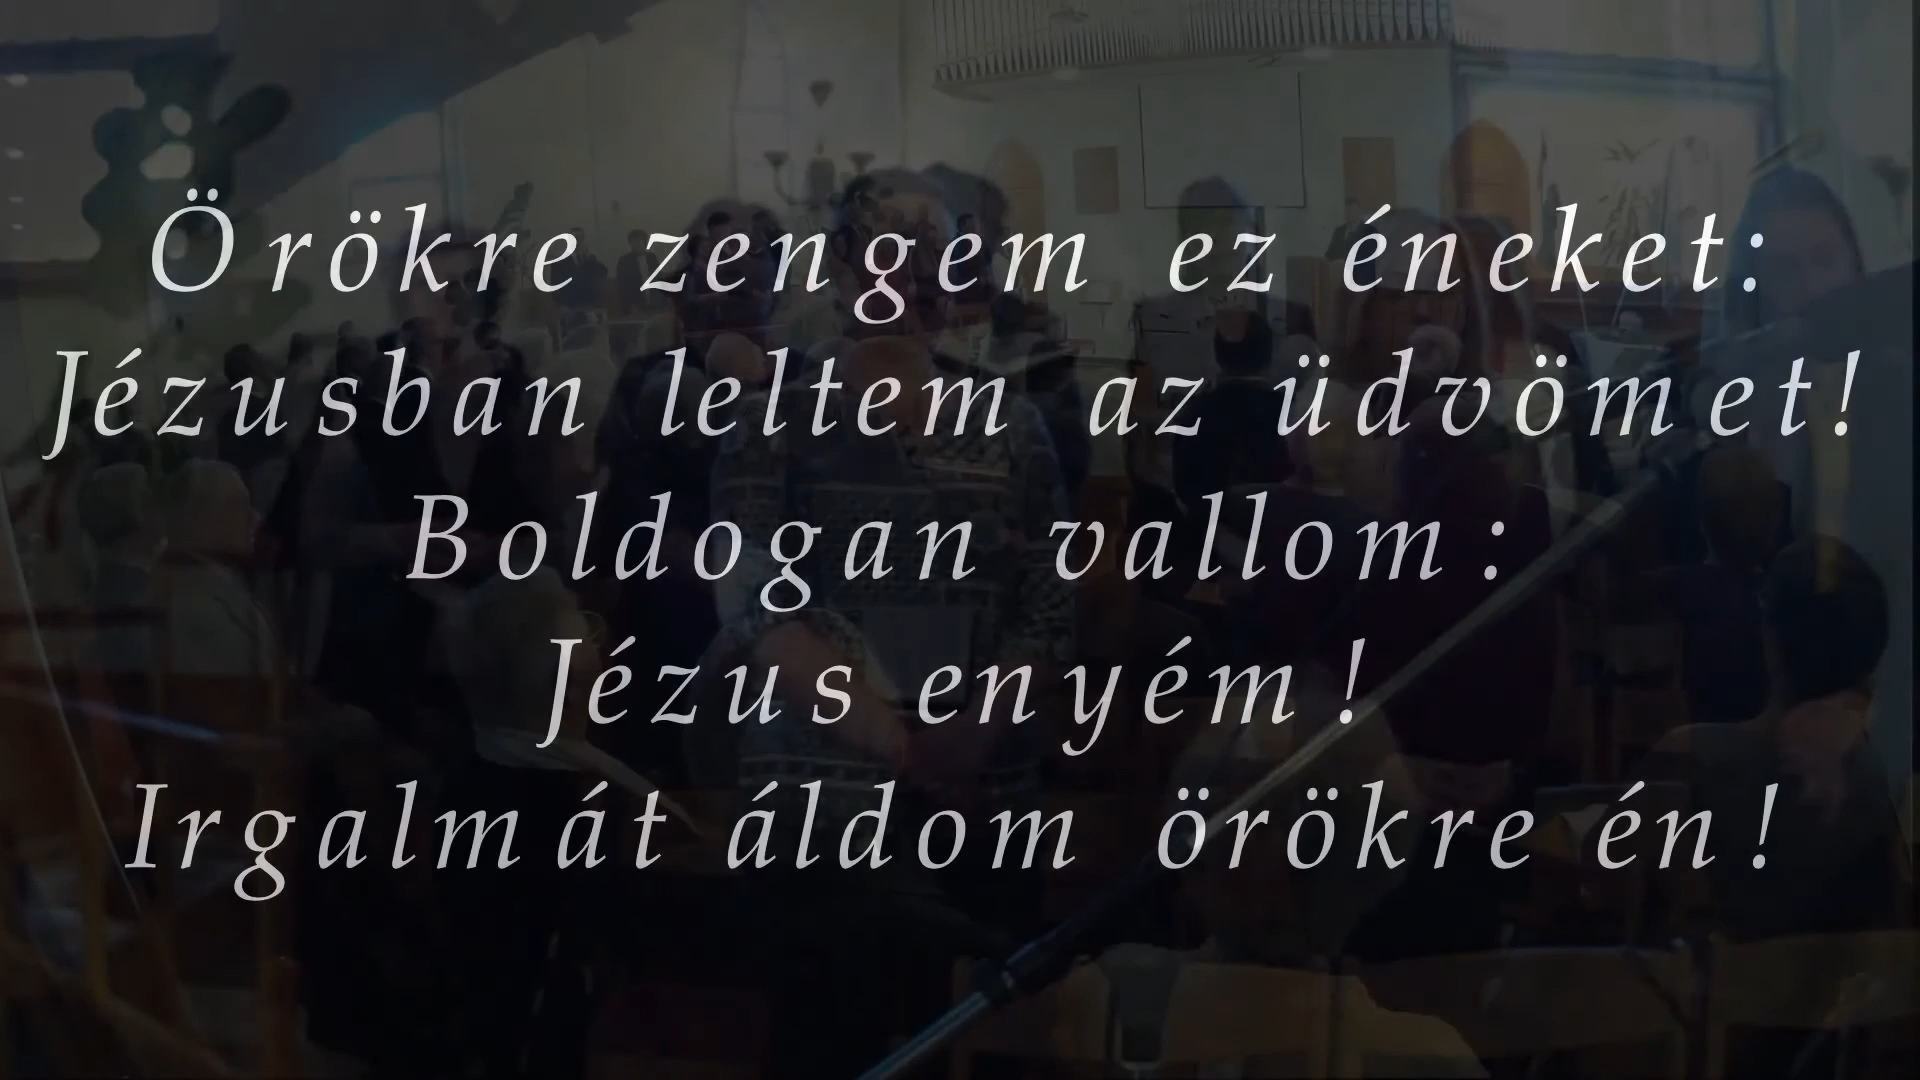 Örökre zengem ez éneket:
Jézusban leltem az üdvömet!
Boldogan vallom :
Jézus enyém !
Irgalmát áldom örökre én !